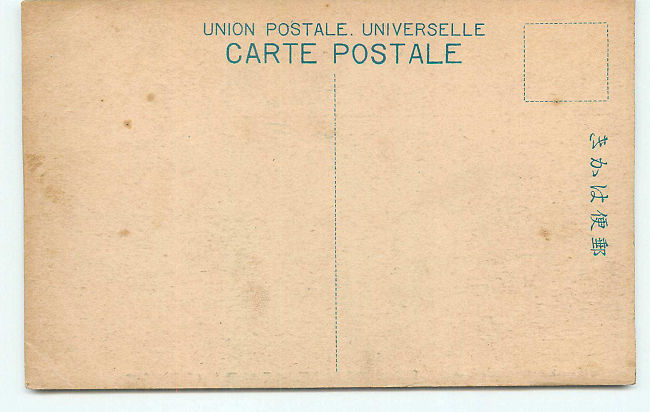 UNION POSTALE. UNIVERSELLE
CARTE POSTALE
郵便はかき